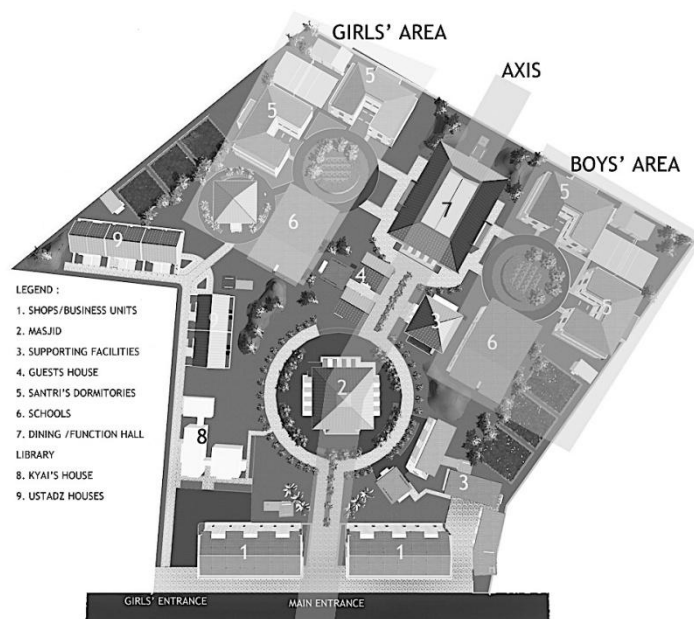 GIRLS' AREA
AXIS
BOYS' AREA
5
5
5
7
6
9
4
3
6
2
8
3
1
1
LEGEND :
1. SHOPS/BUSINESS UNITS
2. MASJID
3. SUPPORTING FACILITIES
4. GUESTS HOUSE
5. SANTRI'S DORMITORIES
6. SCHOOLS
7. DINING /FUNCTION HALL
LIBRARY
8. KYAI'S HOUSE
9. USTADZ HOUSES
GIRLS' ENTRANCE
MAIN ENTRANCE